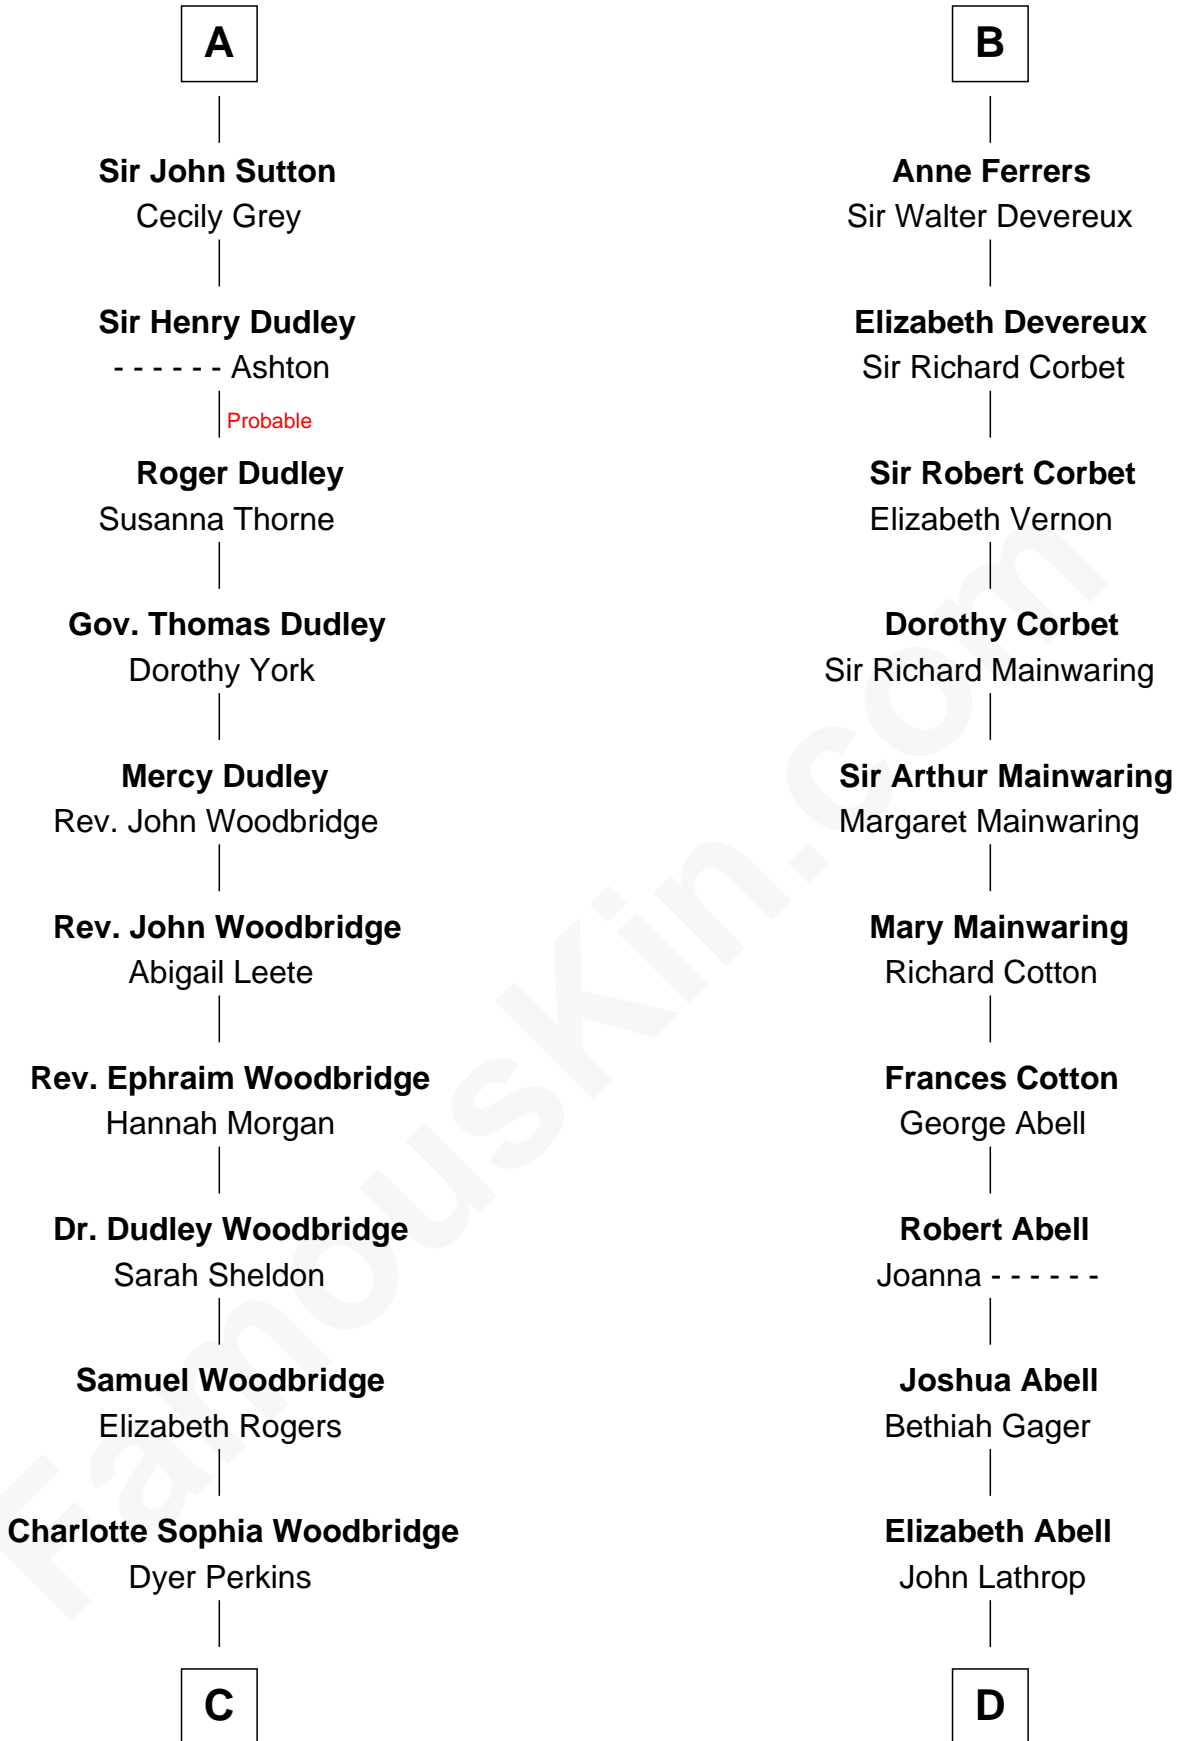 A
Sir John Sutton
Cecily Grey
Sir Henry Dudley
- - - - - - Ashton
Probable
Roger Dudley
Susanna Thorne
Gov. Thomas Dudley
Dorothy York
Mercy Dudley
Rev. John Woodbridge
Rev. John Woodbridge
Abigail Leete
Rev. Ephraim Woodbridge
Hannah Morgan
Dr. Dudley Woodbridge
Sarah Sheldon
Samuel Woodbridge
Elizabeth Rogers
Charlotte Sophia Woodbridge
Dyer Perkins
C
B
Anne Ferrers
Sir Walter Devereux
Elizabeth Devereux
Sir Richard Corbet
Sir Robert Corbet
Elizabeth Vernon
Dorothy Corbet
Sir Richard Mainwaring
Sir Arthur Mainwaring
Margaret Mainwaring
Mary Mainwaring
Richard Cotton
Frances Cotton
George Abell
Robert Abell
Joanna - - - - - -
Joshua Abell
Bethiah Gager
Elizabeth Abell
John Lathrop
D
FamousKin.com